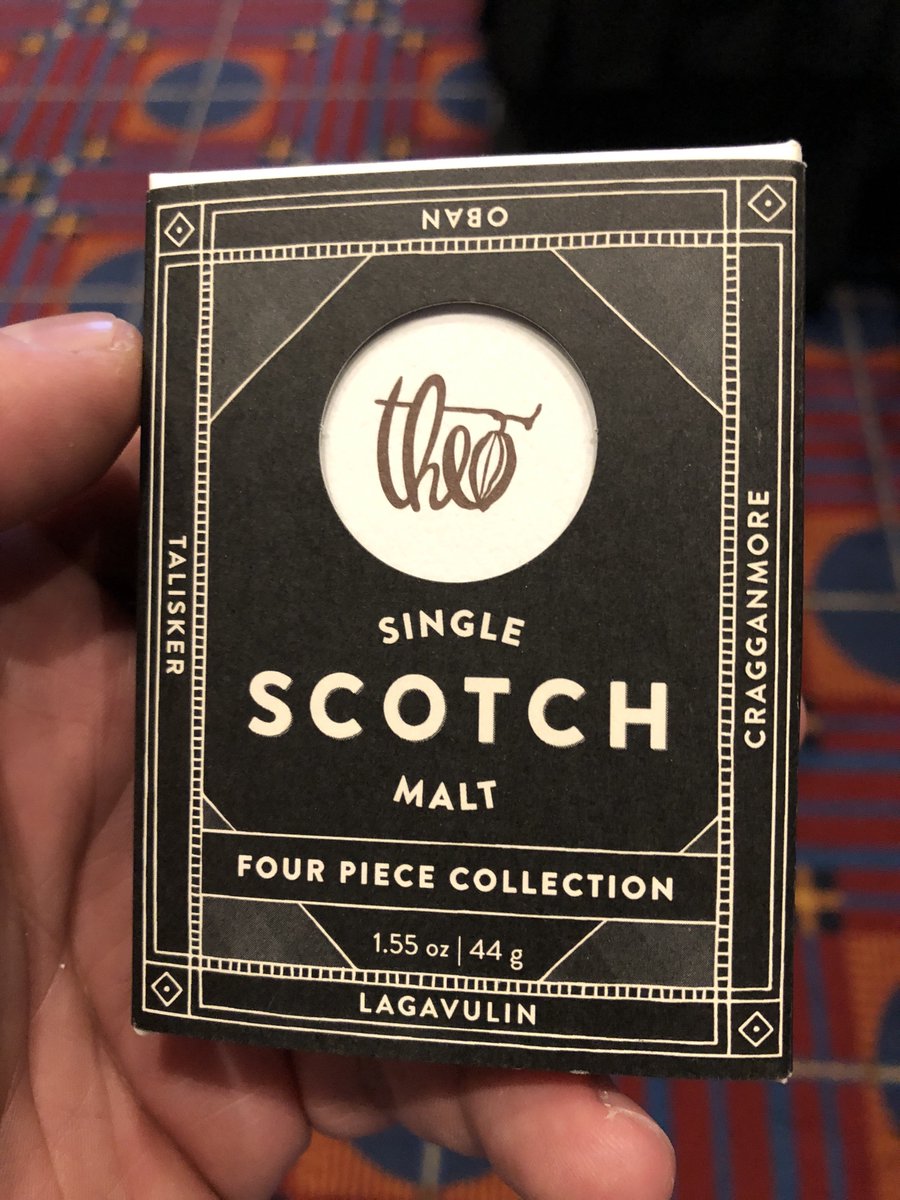 OBAN
theo
TALISKER
CRAGGANMORE
SINGLE
SCOTCH
MALT
FOUR PIECE COLLECTION
1.55 oz | 44 g
LAGAVULIN